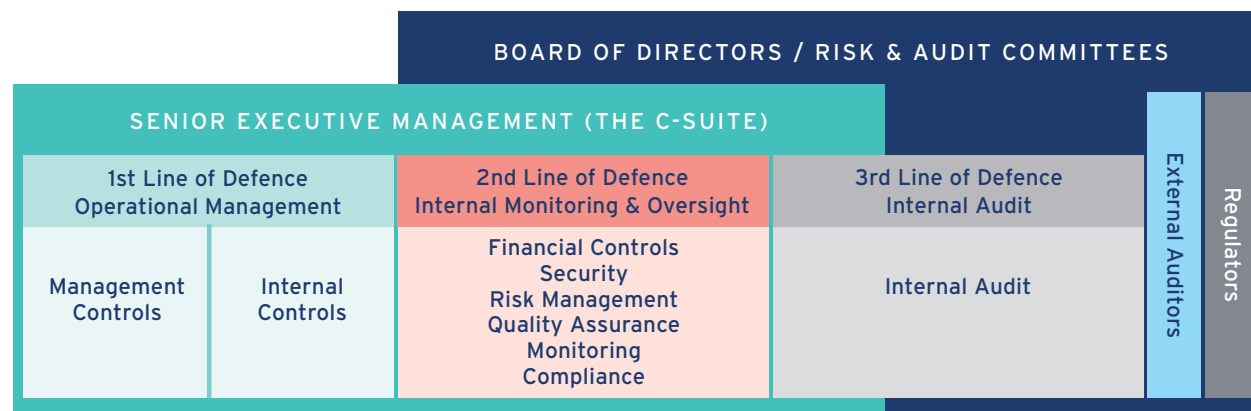 BOARD OF DIRECTORS / RISK & AUDIT COMMITTEES
SENIOR EXECUTIVE MANAGEMENT (THE C-SUITE)
1st Line of Defence
Operational Management
Management
Controls
Internal
Controls
2nd Line of Defence
Internal Monitoring & Oversight
Financial Controls
Security
Risk Management
Quality Assurance
Monitoring
Compliance
3rd Line of Defence
Internal Audit
Internal Audit
External Auditors
Regulators